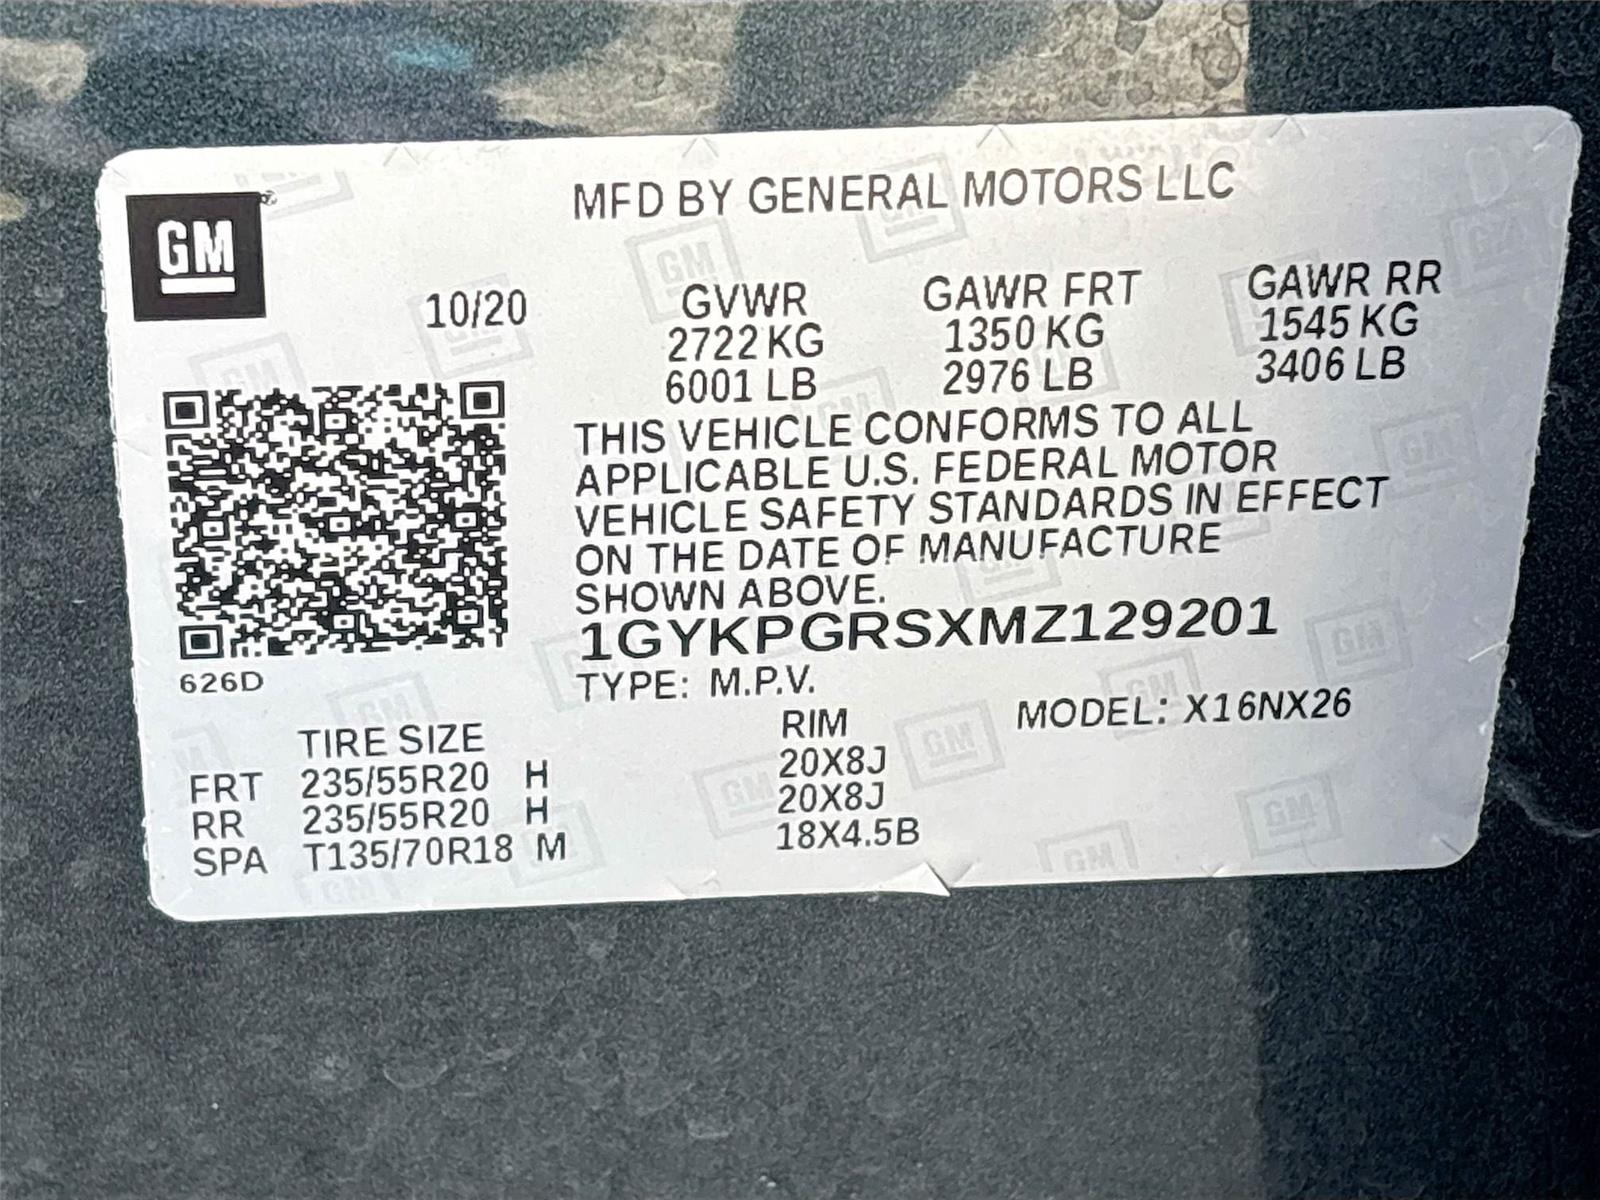 GM
MFD BY GENERAL MOTORS LLC
10/20
GVWR GAWR FRT GAWR RR
2722 KG 1350 KG 1545 KG
6001 LB 2976 LB 3406 LB
THIS VEHICLE CONFORMS TO ALL
APPLICABLE U.S. FEDERAL MOTOR
VEHICLE SAFETY STANDARDS IN EFFECT
ON THE DATE OF MANUFACTURE
SHOWN ABOVE.
1GYKPGRSXMZ129201
626D
TYPE: M.P.V.
TIRE SIZE RIM MODEL: X16NX26
FRT 235/55R20 H 20X8J
RR 235/55R20 H 20X8J
SPA T135/70R18 M 18X4.5B